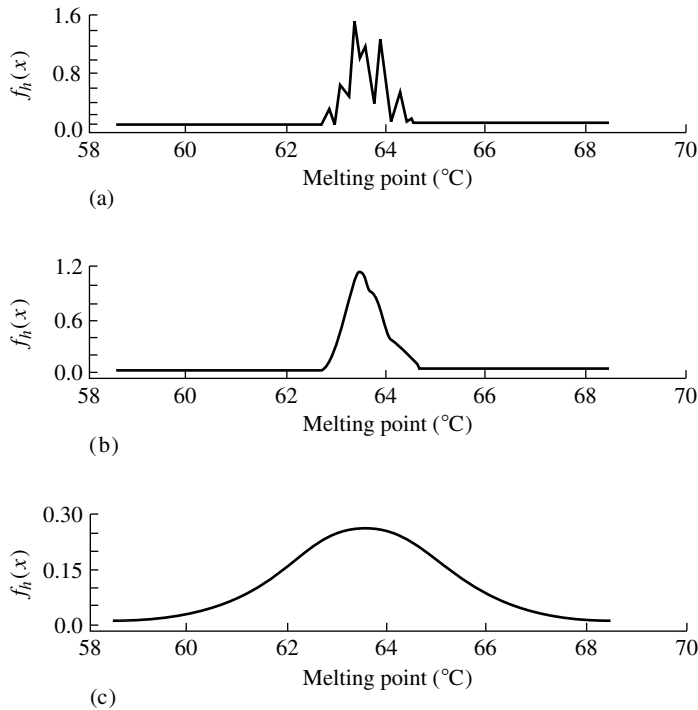 1.6
0.8
0.0
f_h(x)
58 60 62 64 66 68 70
Melting point (°C)
(a)
1.2
0.6
0.0
f_h(x)
58 60 62 64 66 68 70
Melting point (°C)
(b)
0.30
0.15
0.0
f_h(x)
58 60 62 64 66 68 70
Melting point (°C)
(c)